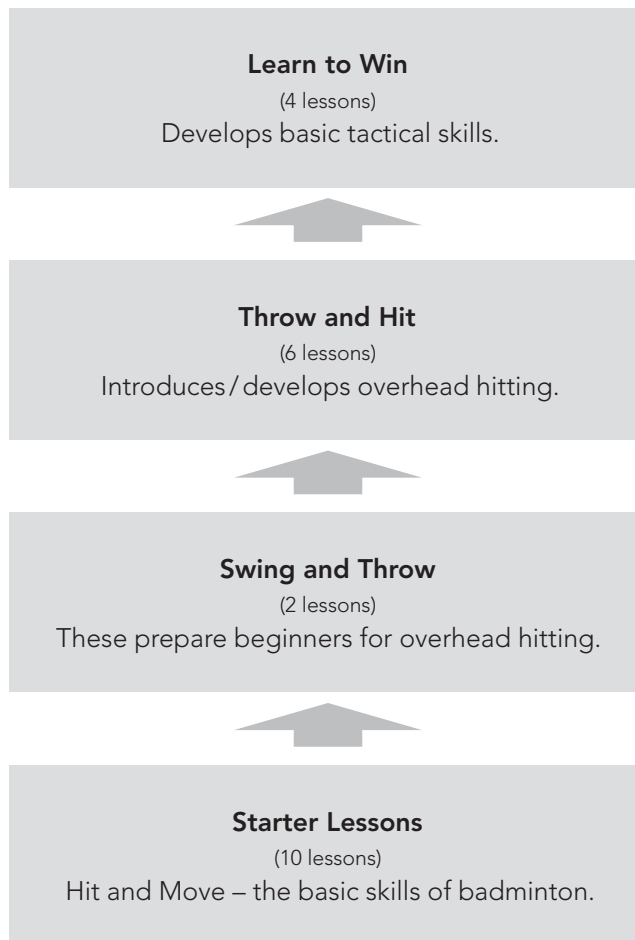 Learn to Win
(4 lessons)
Develops basic tactical skills.
Throw and Hit
(6 lessons)
Introduces / develops overhead hitting.
Swing and Throw
(2 lessons)
These prepare beginners for overhead hitting.
Starter Lessons
(10 lessons)
Hit and Move – the basic skills of badminton.